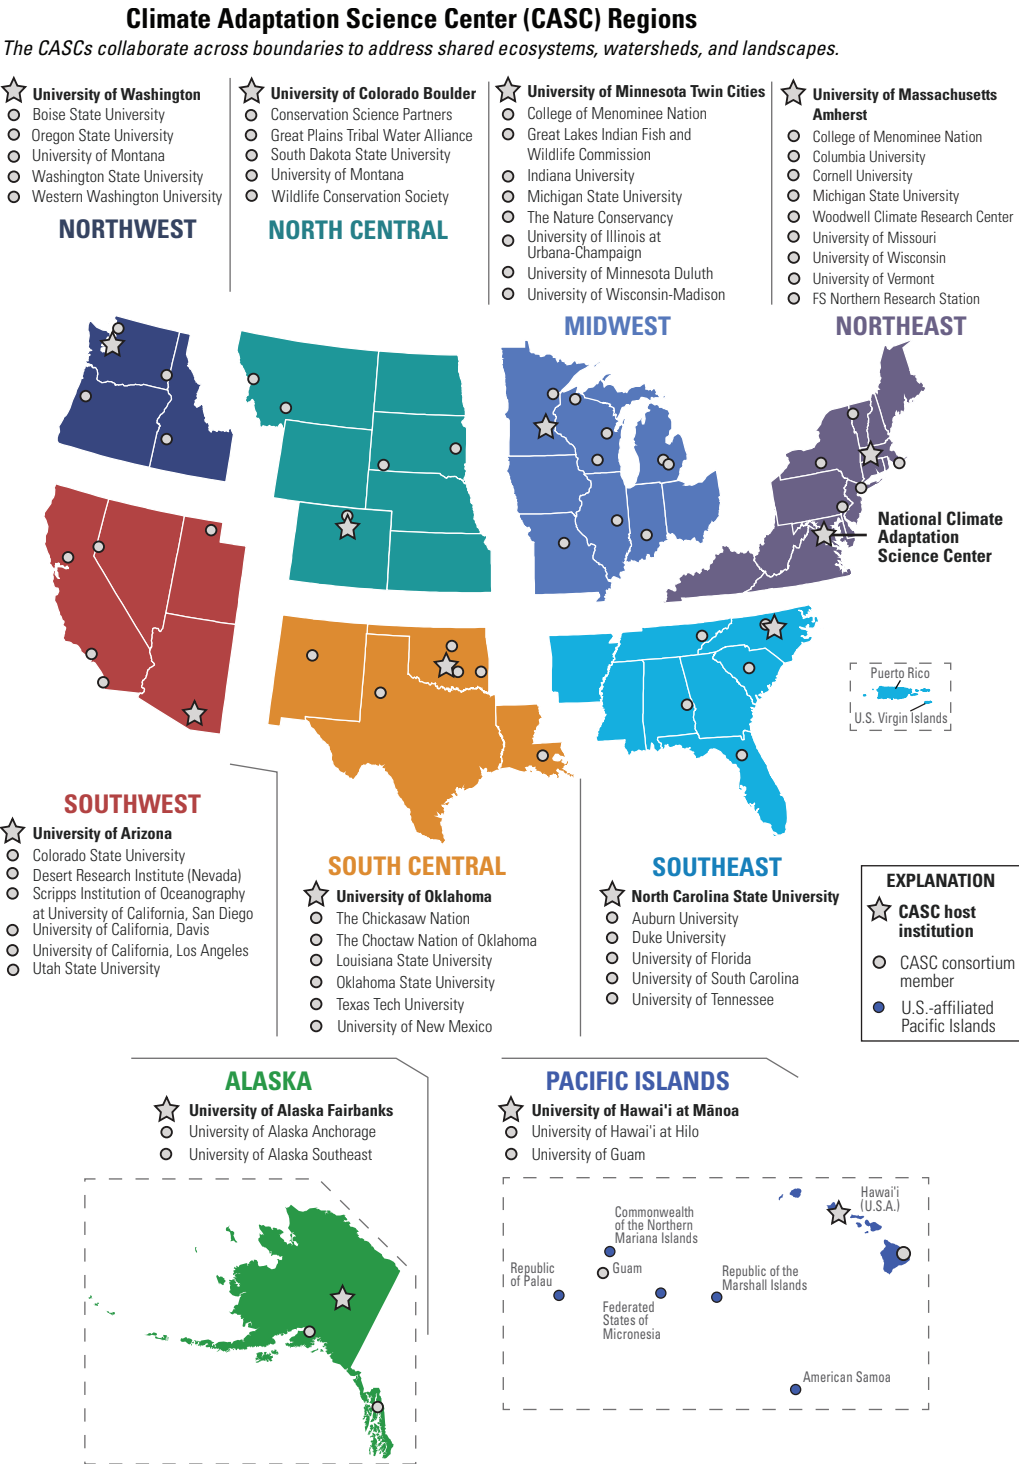 Climate Adaptation Science Center (CASC) Regions
The CASCs collaborate across boundaries to address shared ecosystems, watersheds, and landscapes.
University of Washington
Boise State University
Oregon State University
University of Montana
Washington State University
Western Washington University
NORTHWEST
University of Colorado Boulder
Conservation Science Partners
Great Plains Tribal Water Alliance
South Dakota State University
University of Montana
Wildlife Conservation Society
NORTH CENTRAL
University of Minnesota Twin Cities
College of Menominee Nation
Great Lakes Indian Fish and
Wildlife Commission
Indiana University
Michigan State University
The Nature Conservancy
University of Illinois at
Urbana-Champaign
University of Minnesota Duluth
University of Wisconsin-Madison
MIDWEST
University of Massachusetts
Amherst
College of Menominee Nation
Columbia University
Cornell University
Michigan State University
Woodwell Climate Research Center
University of Missouri
University of Wisconsin
University of Vermont
FS Northern Research Station
NORTHEAST
National Climate
Adaptation
Science Center
Puerto Rico
U.S. Virgin Islands
SOUTHWEST
University of Arizona
Colorado State University
Desert Research Institute (Nevada)
Scripps Institution of Oceanography
at University of California, San Diego
University of California, Davis
University of California, Los Angeles
Utah State University
SOUTH CENTRAL
University of Oklahoma
The Chickasaw Nation
The Choctaw Nation of Oklahoma
Louisiana State University
Oklahoma State University
Texas Tech University
University of New Mexico
SOUTHEAST
North Carolina State University
Auburn University
Duke University
University of Florida
University of South Carolina
University of Tennessee
EXPLANATION
CASC host
institution
CASC consortium
member
U.S.-affiliated
Pacific Islands
ALASKA
University of Alaska Fairbanks
University of Alaska Anchorage
University of Alaska Southeast
PACIFIC ISLANDS
University of Hawai'i at Mānoa
University of Hawai'i at Hilo
University of Guam
Hawai'i
(U.S.A.)
Commonwealth
of the Northern
Mariana Islands
Guam
Republic
of Palau
Republic of the
Marshall Islands
Federated
States of
Micronesia
American Samoa